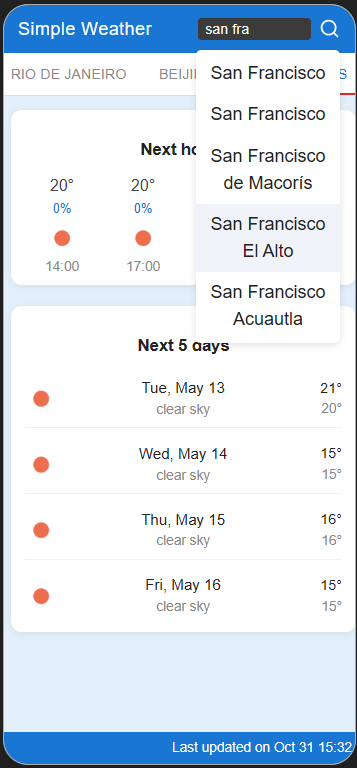 Simple Weather
san fra
RIO DE JANEIRO
San Francisco
San Francisco
San Francisco
de Macorís
San Francisco
El Alto
San Francisco
Acuautla
20° 20°
0% 0%
14:00 17:00
Next 5 days
Tue, May 13 21°
clear sky 20°
Wed, May 14 15°
clear sky 15°
Thu, May 15 16°
clear sky 16°
Fri, May 16 15°
clear sky 15°
Last updated on Oct 31 15:32